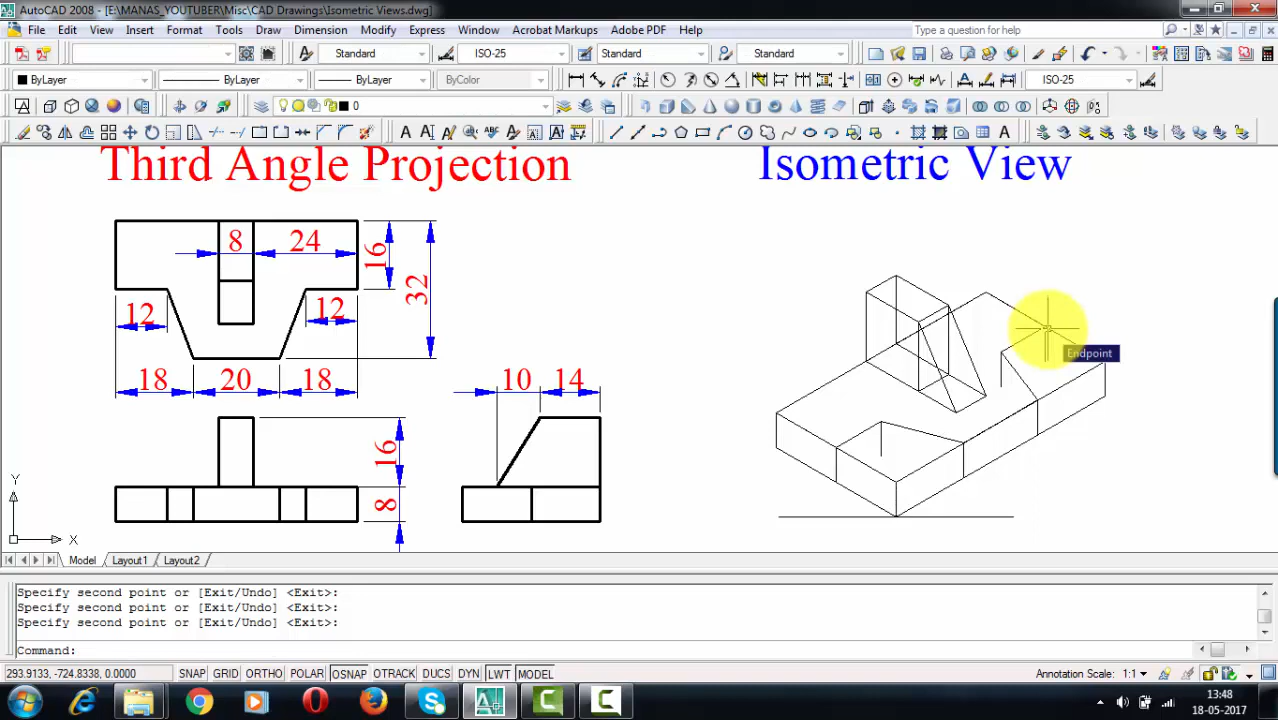 AutoCAD 2008 - [E:\MANAS_YOUTUBER\Misc\CAD Drawings\Isometric Views.dwg]
File Edit View Insert Format Tools Draw Dimension Modify Express Window Acrobat Markups Adobe PDF Help Type a question for help
Standard ISO-25 Standard Standard
ByLayer ByLayer ByLayer ByColor ISO-25
0
Third Angle Projection Isometric View
8 24 16
32
12 12
18 20 18 10 14
16
8
Endpoint
Y
X
Model Layout1 Layout2
Specify second point or [Exit/Undo] <Exit>:
Specify second point or [Exit/Undo] <Exit>:
Specify second point or [Exit/Undo] <Exit>:
Command:
293.9133, -724.8338, 0.0000 SNAP GRID ORTHO POLAR OSNAP OTRACK DUCS DYN LWT MODEL Annotation Scale: 1:1
13:48
18-05-2017